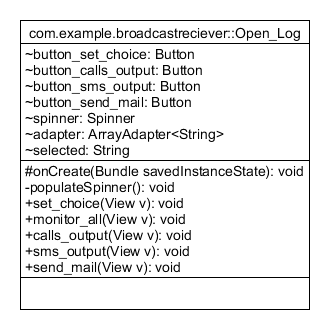 com.example.broadcastreciever::Open_Log
~button_set_choice: Button
~button_calls_output: Button
~button_sms_output: Button
~button_send_mail: Button
~spinner: Spinner
~adapter: ArrayAdapter<String>
~selected: String
#onCreate(Bundle savedInstanceState): void
-populateSpinner(): void
+set_choice(View v): void
+monitor_all(View v): void
+calls_output(View v): void
+sms_output(View v): void
+send_mail(View v): void